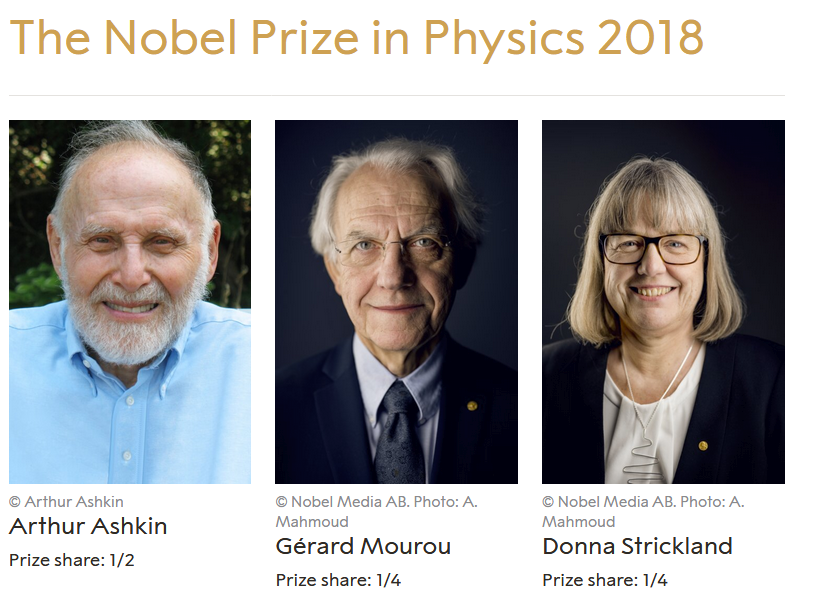 The Nobel Prize in Physics 2018
© Arthur Ashkin
Arthur Ashkin
Prize share: 1/2
© Nobel Media AB. Photo: A.
Mahmoud
Gérard Mourou
Prize share: 1/4
© Nobel Media AB. Photo: A.
Mahmoud
Donna Strickland
Prize share: 1/4